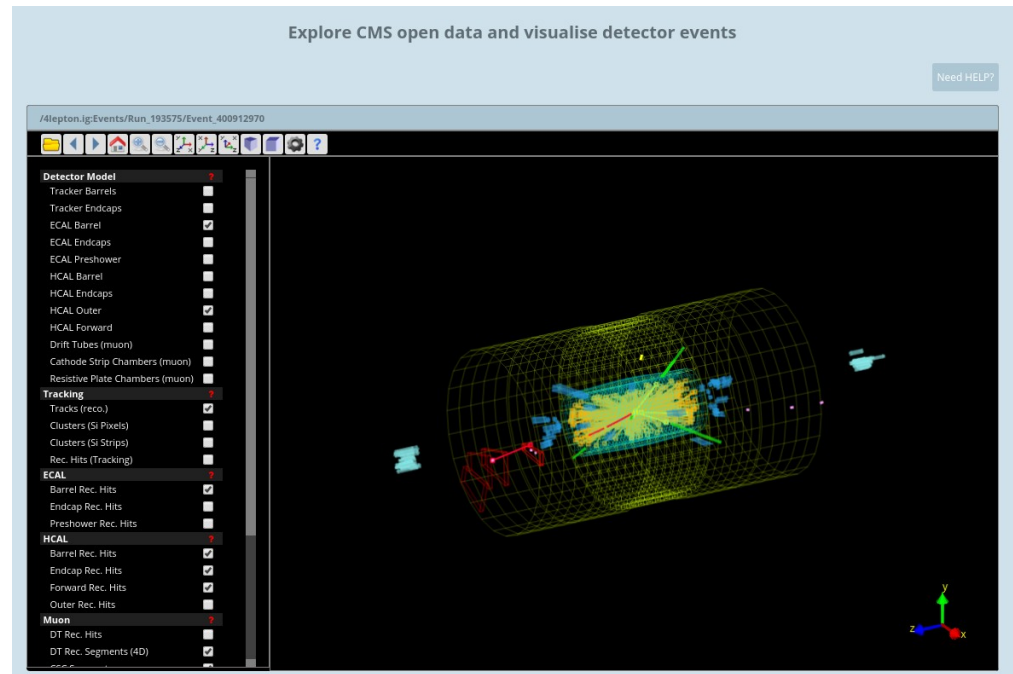 Explore CMS open data and visualise detector events
Need HELP?
/4lepton.ig:Events/Run_193575/Event_400912970
?
Detector Model ?
Tracker Barrels
Tracker Endcaps
ECAL Barrel
ECAL Endcaps
ECAL Preshower
HCAL Barrel
HCAL Endcaps
HCAL Outer
HCAL Forward
Drift Tubes (muon)
Cathode Strip Chambers (muon)
Resistive Plate Chambers (muon)
Tracking ?
Tracks (reco.)
Clusters (Si Pixels)
Clusters (Si Strips)
Rec. Hits (Tracking)
ECAL ?
Barrel Rec. Hits
Endcap Rec. Hits
Preshower Rec. Hits
HCAL ?
Barrel Rec. Hits
Endcap Rec. Hits
Forward Rec. Hits
Outer Rec. Hits
Muon ?
DT Rec. Hits
DT Rec. Segments (4D)
y
z
x